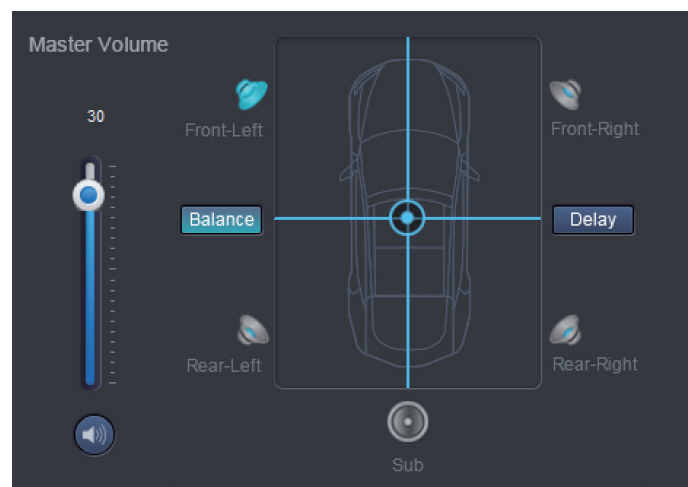 Master Volume
30
Front-Left
Front-Right
Balance
Delay
Rear-Left
Rear-Right
Sub